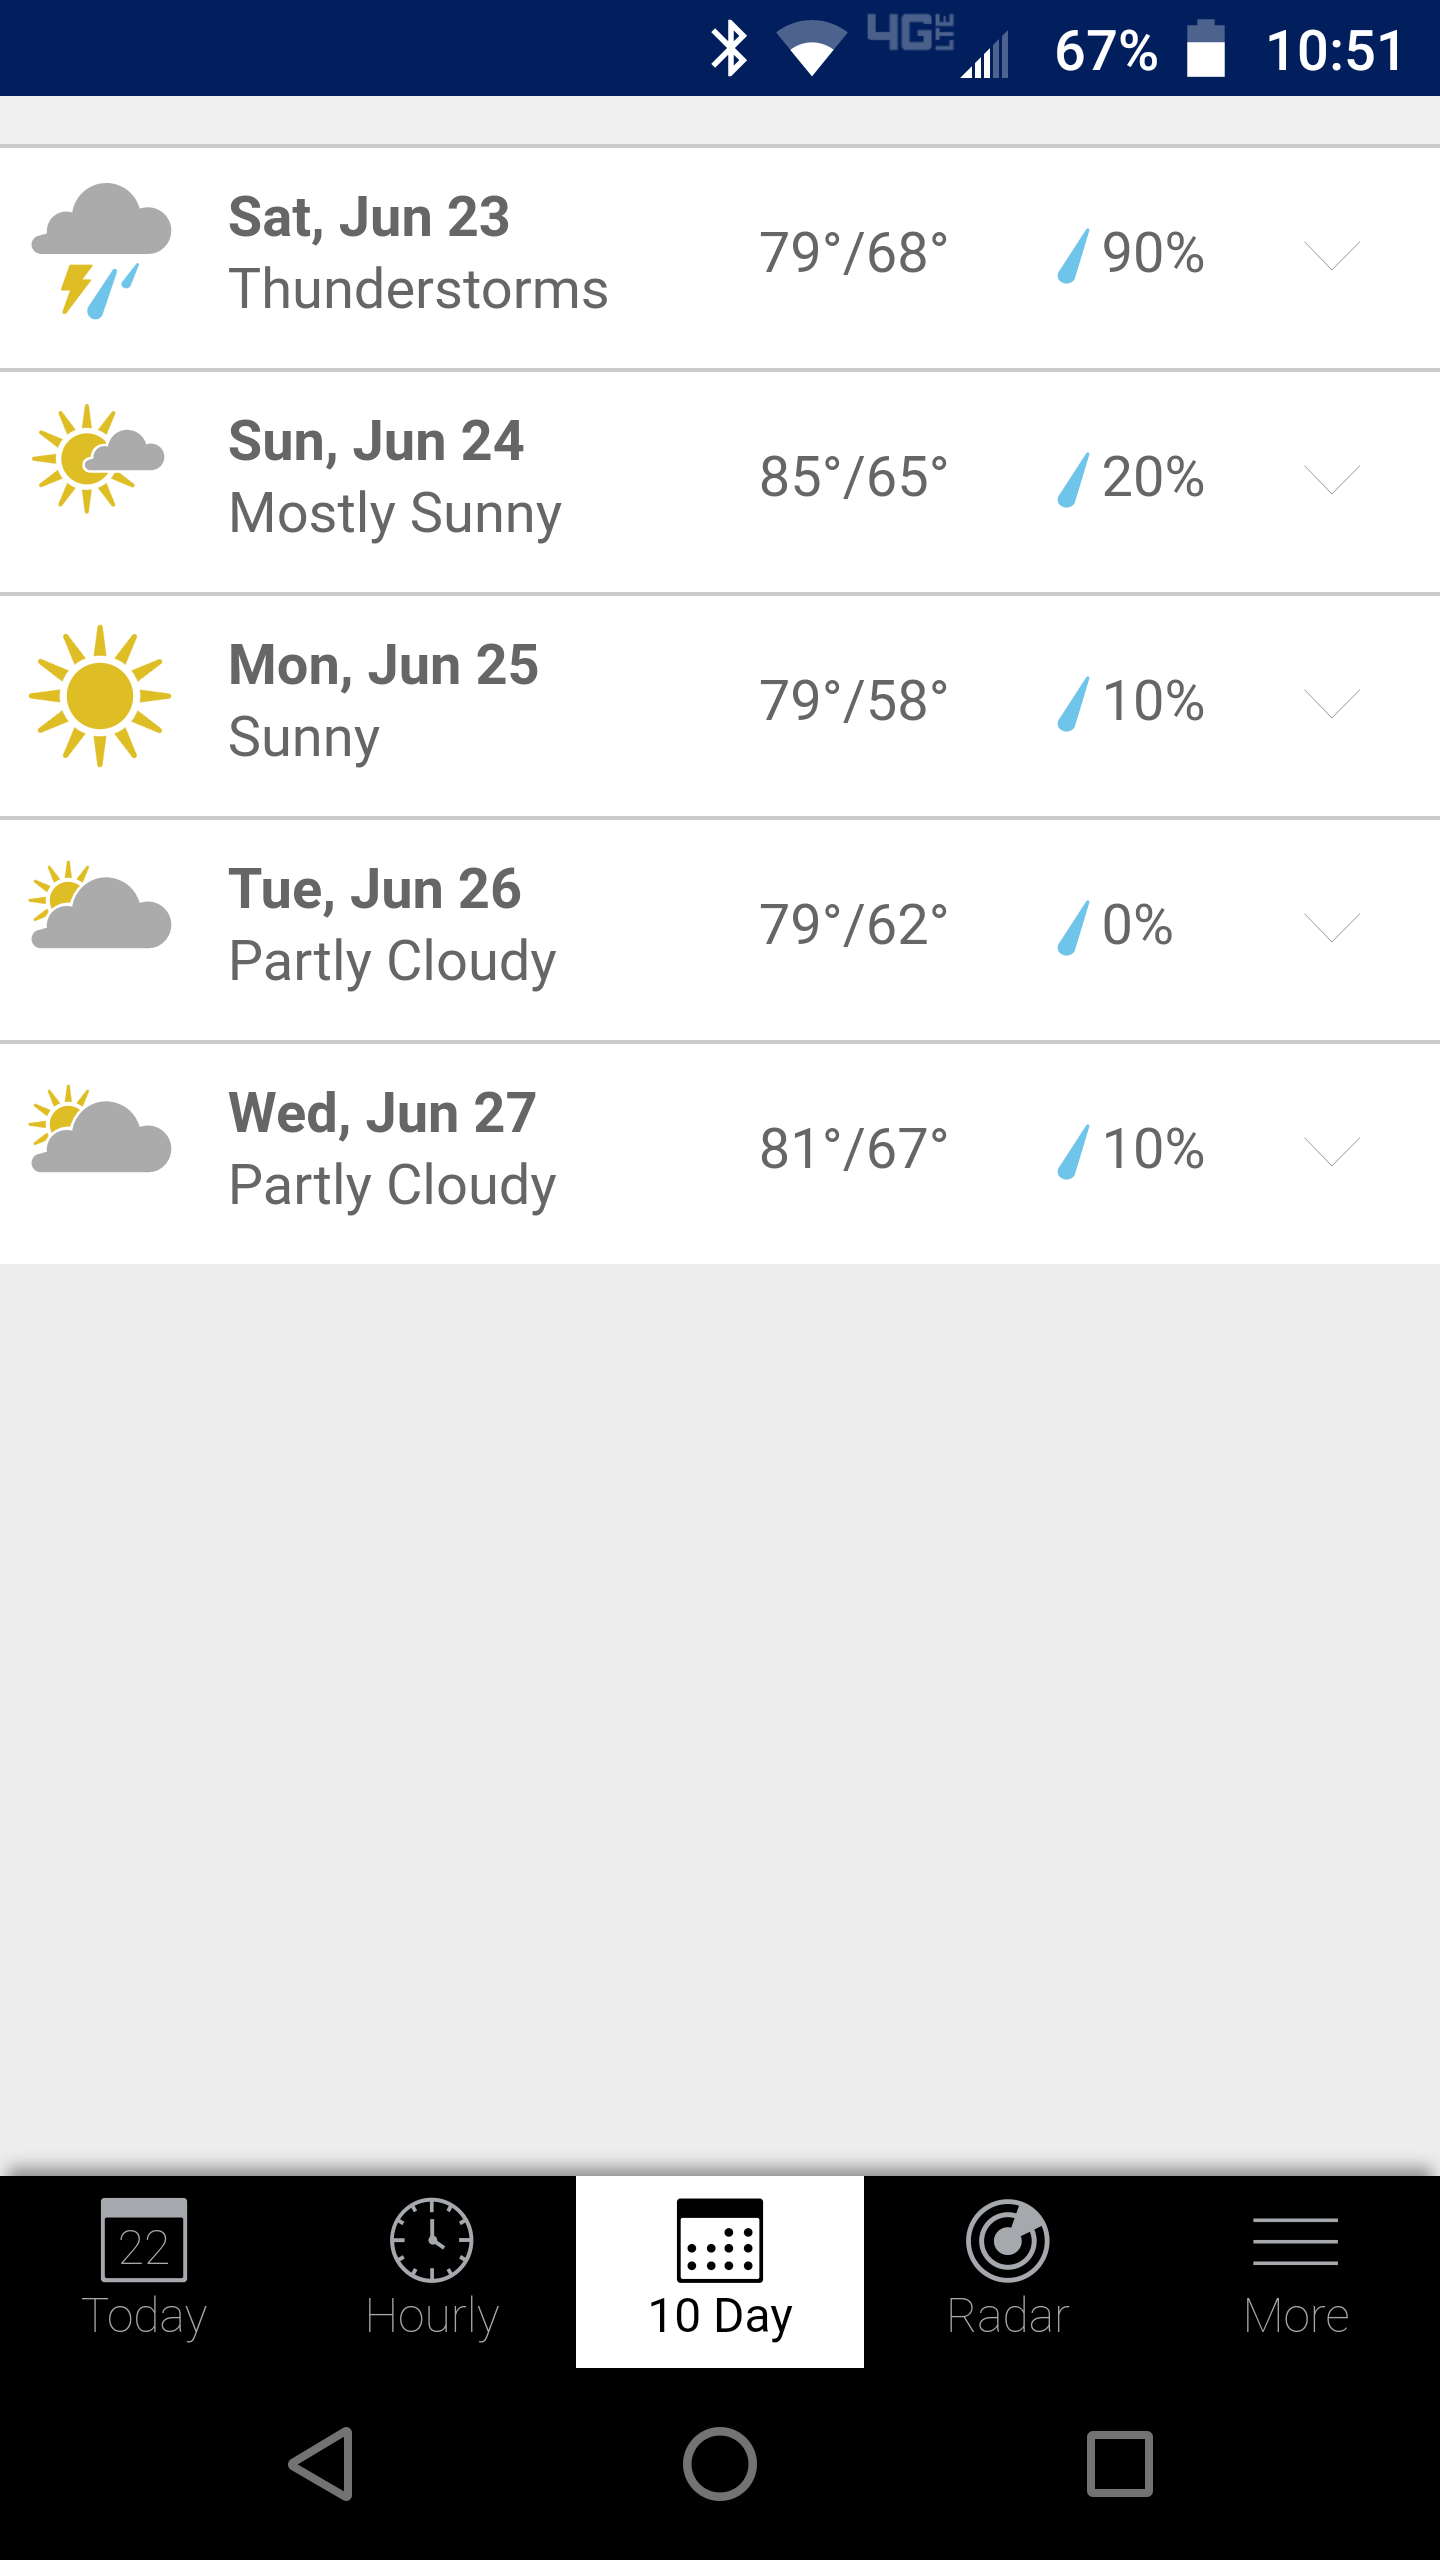 4G LTE 67% 10:51
Sat, Jun 23
Thunderstorms
79°/68° 90%
Sun, Jun 24
Mostly Sunny
85°/65° 20%
Mon, Jun 25
Sunny
79°/58° 10%
Tue, Jun 26
Partly Cloudy
79°/62° 0%
Wed, Jun 27
Partly Cloudy
81°/67° 10%
22
Today Hourly 10 Day Radar More